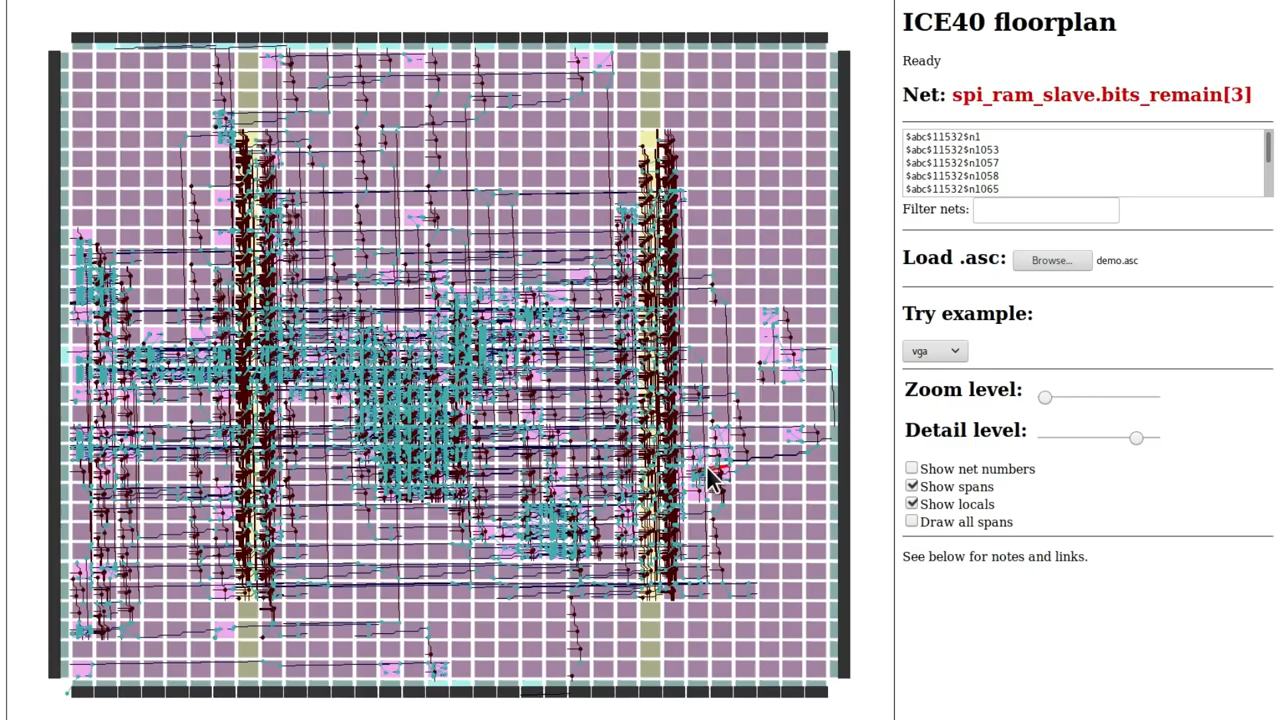 ICE40 floorplan
Ready
Net: spi_ram_slave.bits_remain[3]
$abc$11532$n1
$abc$11532$n1053
$abc$11532$n1057
$abc$11532$n1058
$abc$11532$n1065
Filter nets:
Load .asc: Browse... demo.asc
Try example:
vga
Zoom level:
Detail level:
Show net numbers
Show spans
Show locals
Draw all spans
See below for notes and links.